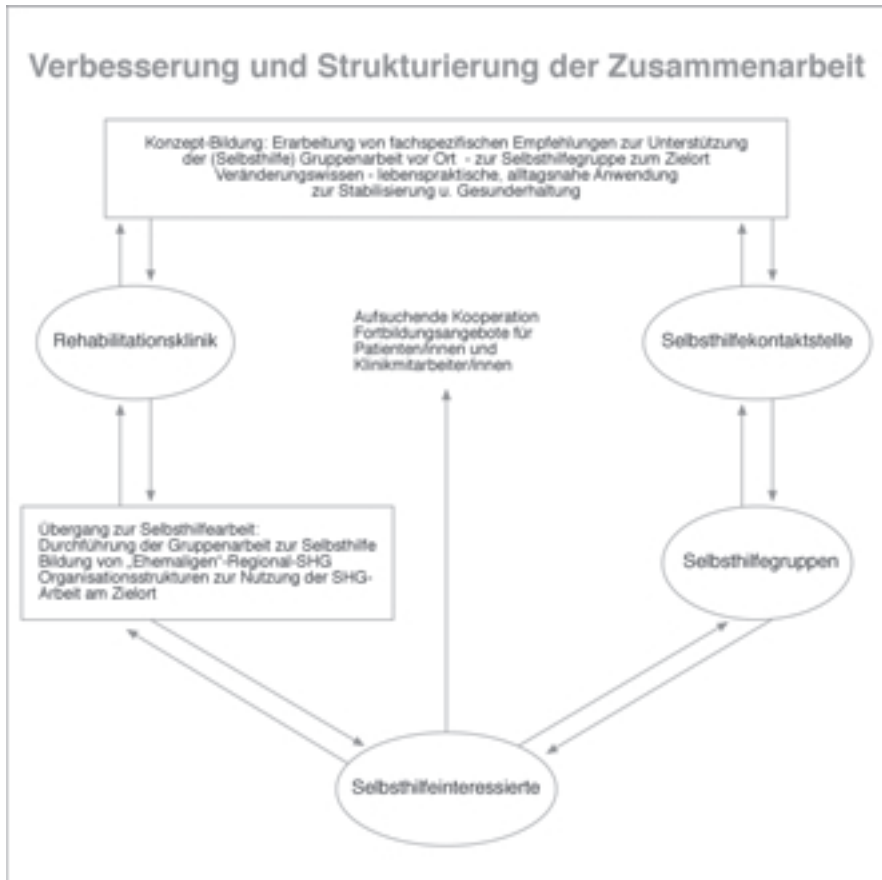 Verbesserung und Strukturierung der Zusammenarbeit
Konzept-Bildung: Erarbeitung von fachspezifischen Empfehlungen zur Unterstützung
der (Selbsthilfe) Gruppenarbeit vor Ort - zur Selbsthilfegruppe zum Zielort
Veränderungswissen - lebenspraktische, alltagsnahe Anwendung
zur Stabilisierung u. Gesunderhaltung
Rehabilitationsklinik
Aufsuchende Kooperation
Fortbildungsangebote für
Patienten/innen und
Klinikmitarbeiter/innen
Selbsthilfekontaktstelle
Übergang zur Selbsthilfearbeit:
Durchführung der Gruppenarbeit zur Selbsthilfe
Bildung von „Ehemaligen“-Regional-SHG
Organisationsstrukturen zur Nutzung der SHG-
Arbeit am Zielort
Selbsthilfegruppen
Selbsthilfeinteressierte